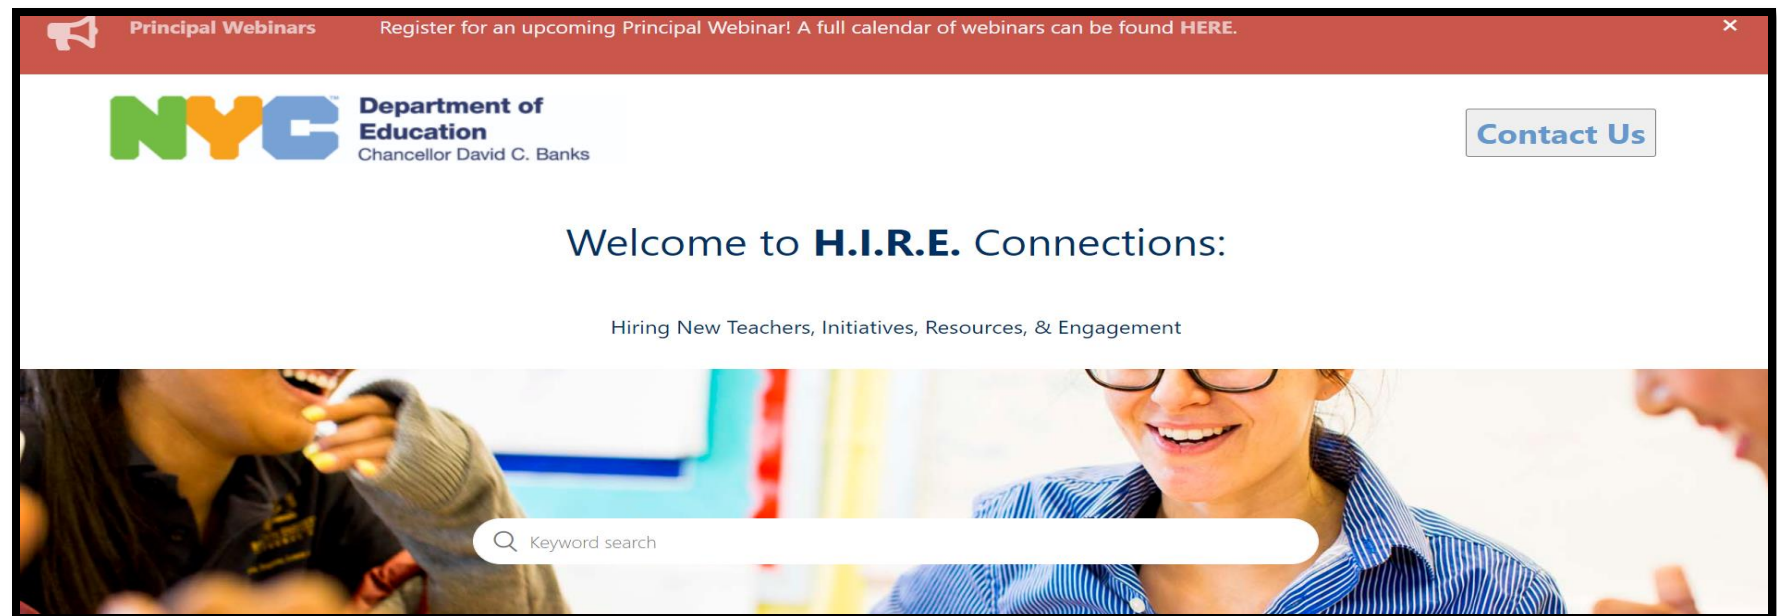 Principal Webinars Register for an upcoming Principal Webinar! A full calendar of webinars can be found HERE. ×
NYC™
Department of
Education
Chancellor David C. Banks
Contact Us
Welcome to H.I.R.E. Connections:
Hiring New Teachers, Initiatives, Resources, & Engagement
Keyword search